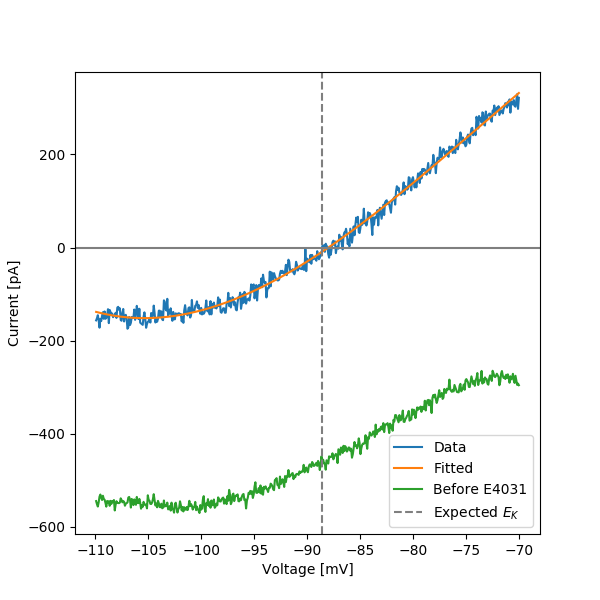 200
0
−200
−400
−600
Current [pA]
−110
−105
−100
−95
−90
−85
−80
−75
−70
Voltage [mV]
Data
Fitted
Before E4031
Expected E_K